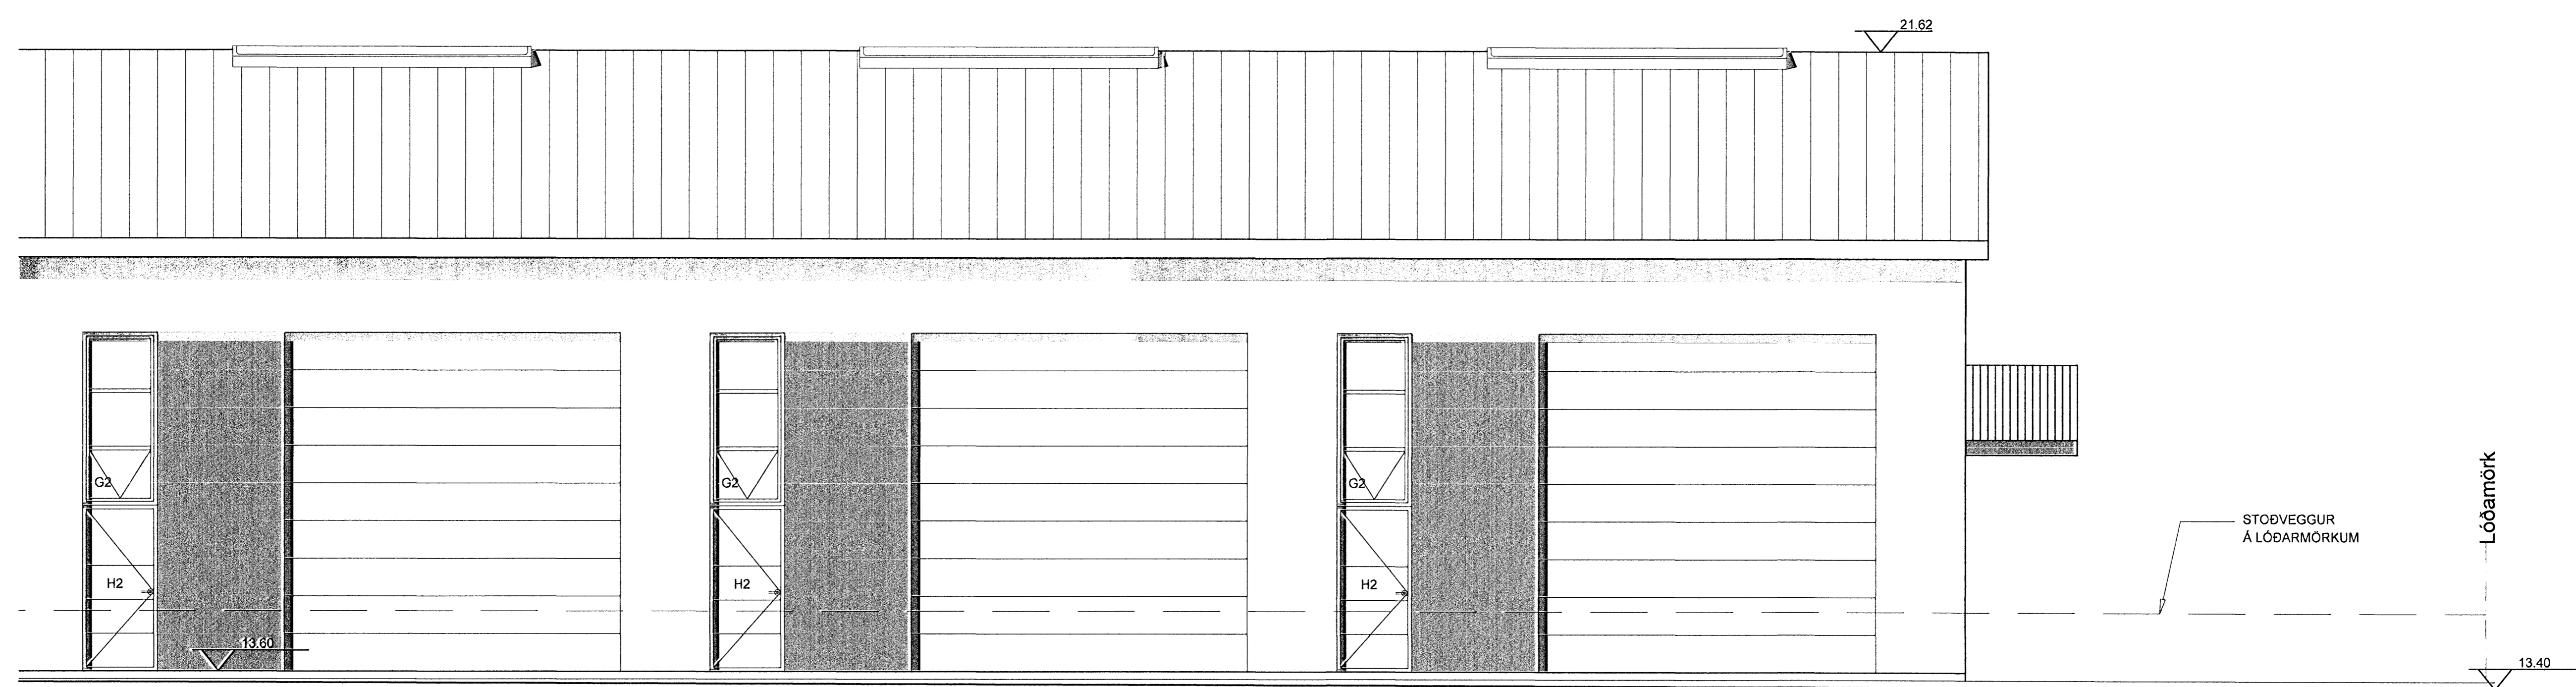 21.62
G2
G2
G2
Lóðamörk
STOÐVEGGUR
Á LÓÐARMÖRKUM
H2
H2
H2
13.60
13.40